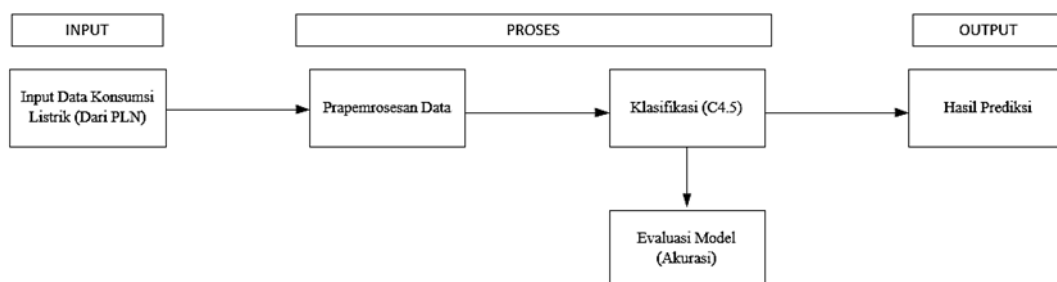 INPUT
PROSES
OUTPUT
Input Data Konsumsi
Listrik (Dari PLN)
Prapemrosesan Data
Klasifikasi (C4.5)
Hasil Prediksi
Evaluasi Model
(Akurasi)